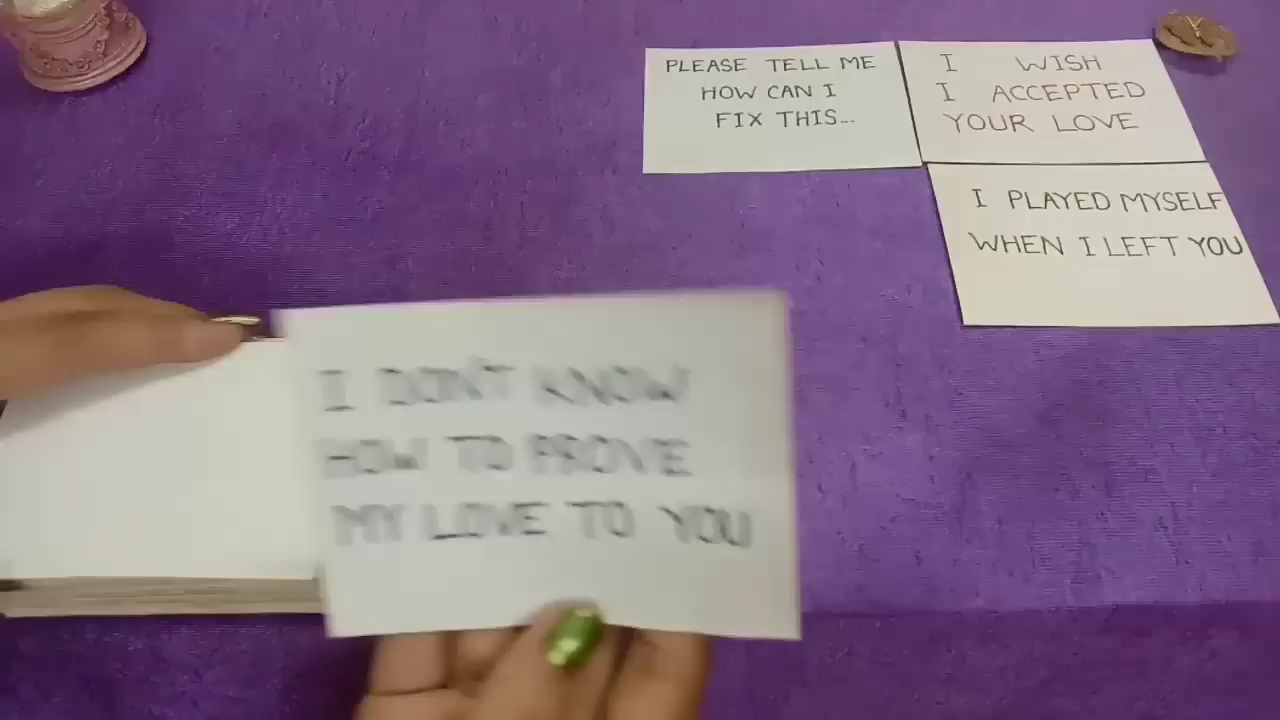 PLEASE TELL ME
HOW CAN I
FIX THIS...
I WISH
I ACCEPTED
YOUR LOVE
I PLAYED MYSELF
WHEN I LEFT YOU
I DON'T KNOW
HOW TO PROVE
MY LOVE TO YOU